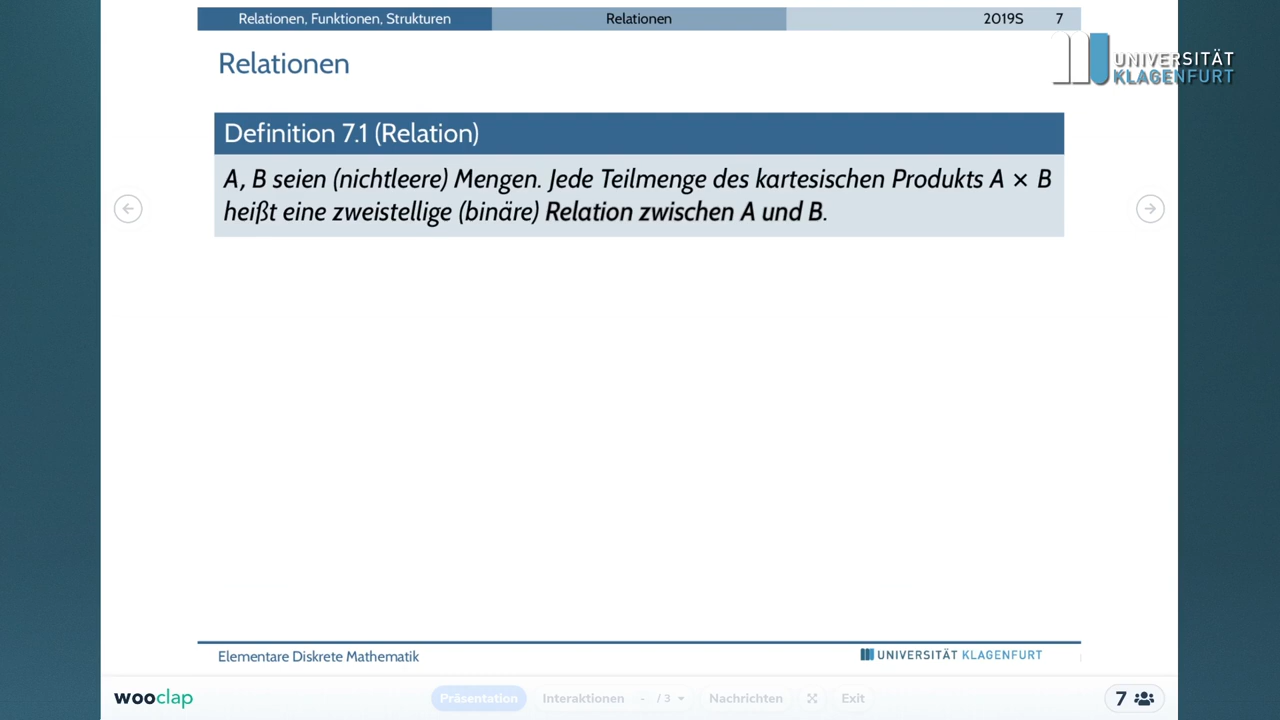 Relationen, Funktionen, Strukturen Relationen 2019S 7
Relationen
UNIVERSITÄT
KLAGENFURT
Definition 7.1 (Relation)
A, B seien (nichtleere) Mengen. Jede Teilmenge des kartesischen Produkts A × B
heißt eine zweistellige (binäre) Relation zwischen A und B.
Elementare Diskrete Mathematik UNIVERSITÄT KLAGENFURT
wooclap Präsentation Interaktionen - / 3 Nachrichten Exit 7